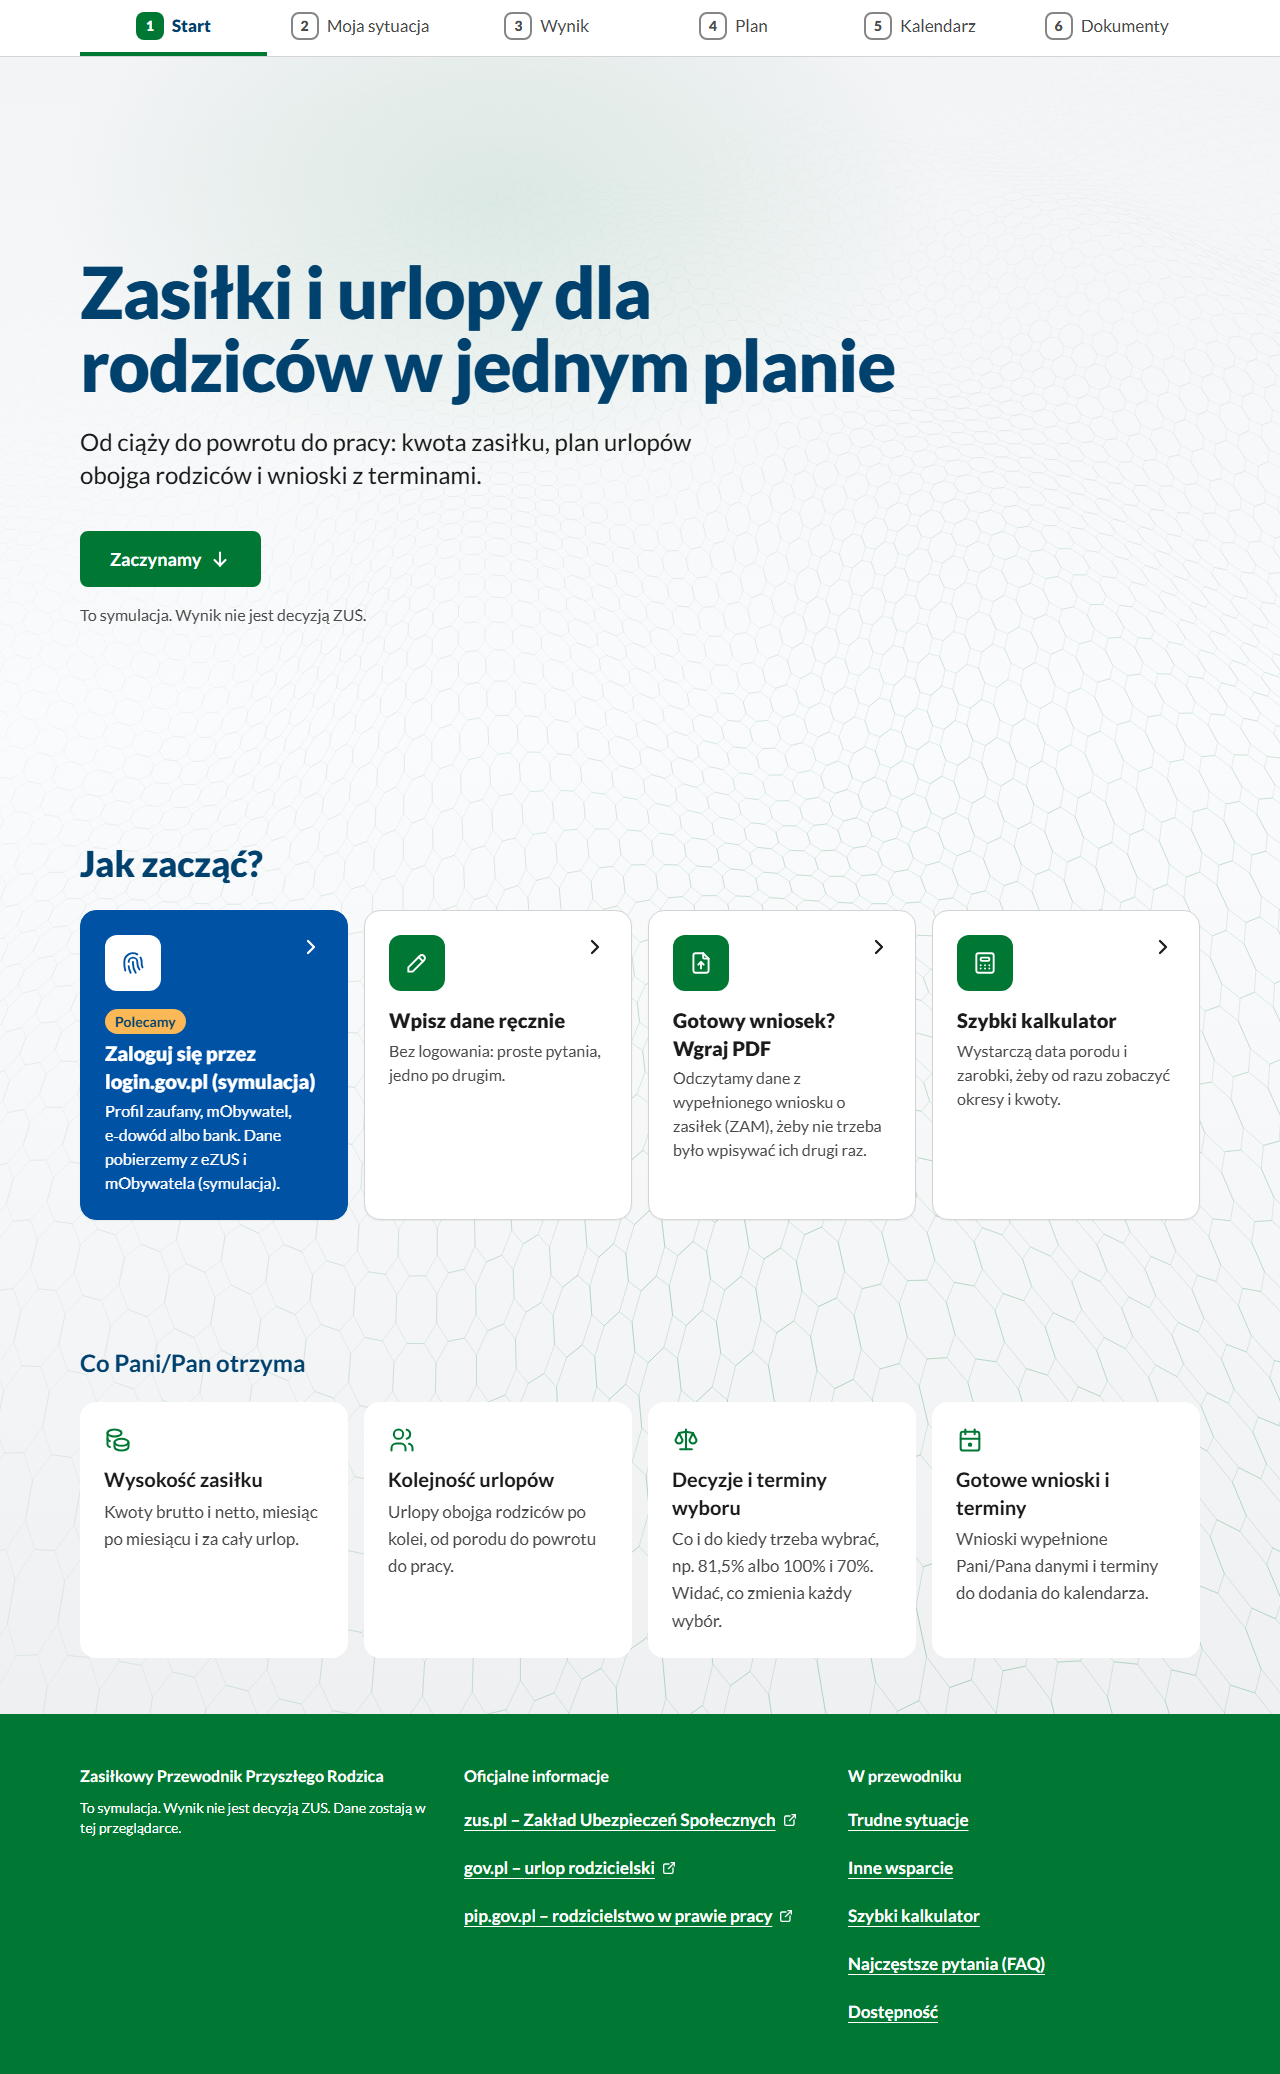 1 Start
2 Moja sytuacja
3 Wynik
4 Plan
5 Kalendarz
6 Dokumenty
Zasiłki i urlopy dla
rodziców w jednym planie
Od ciąży do powrotu do pracy: kwota zasiłku, plan urlopów
obojga rodziców i wnioski z terminami.
Zaczynamy
To symulacja. Wynik nie jest decyzją ZUS.
Jak zacząć?
Polecamy
Zaloguj się przez
login.gov.pl (symulacja)
Profil zaufany, mObywatel,
e-dowód albo bank. Dane
pobierzemy z eZUS i
mObywatela (symulacja).
Wpisz dane ręcznie
Bez logowania: proste pytania,
jedno po drugim.
Gotowy wniosek?
Wgraj PDF
Odczytamy dane z
wypełnionego wniosku o
zasiłek (ZAM), żeby nie trzeba
było wpisywać ich drugi raz.
Szybki kalkulator
Wystarczą data porodu i
zarobki, żeby od razu zobaczyć
okresy i kwoty.
Co Pani/Pan otrzyma
Wysokość zasiłku
Kwoty brutto i netto, miesiąc
po miesiącu i za cały urlop.
Kolejność urlopów
Urlopy obojga rodziców po
kolei, od porodu do powrotu
do pracy.
Decyzje i terminy
wyboru
Co i do kiedy trzeba wybrać,
np. 81,5% albo 100% i 70%.
Widać, co zmienia każdy
wybór.
Gotowe wnioski i
terminy
Wnioski wypełnione
Pani/Pana danymi i terminy
do dodania do kalendarza.
Zasiłkowy Przewodnik Przyszłego Rodzica
To symulacja. Wynik nie jest decyzją ZUS. Dane zostają w
tej przeglądarce.
Oficjalne informacje
zus.pl – Zakład Ubezpieczeń Społecznych
gov.pl – urlop rodzicielski
pip.gov.pl – rodzicielstwo w prawie pracy
W przewodniku
Trudne sytuacje
Inne wsparcie
Szybki kalkulator
Najczęstsze pytania (FAQ)
Dostępność